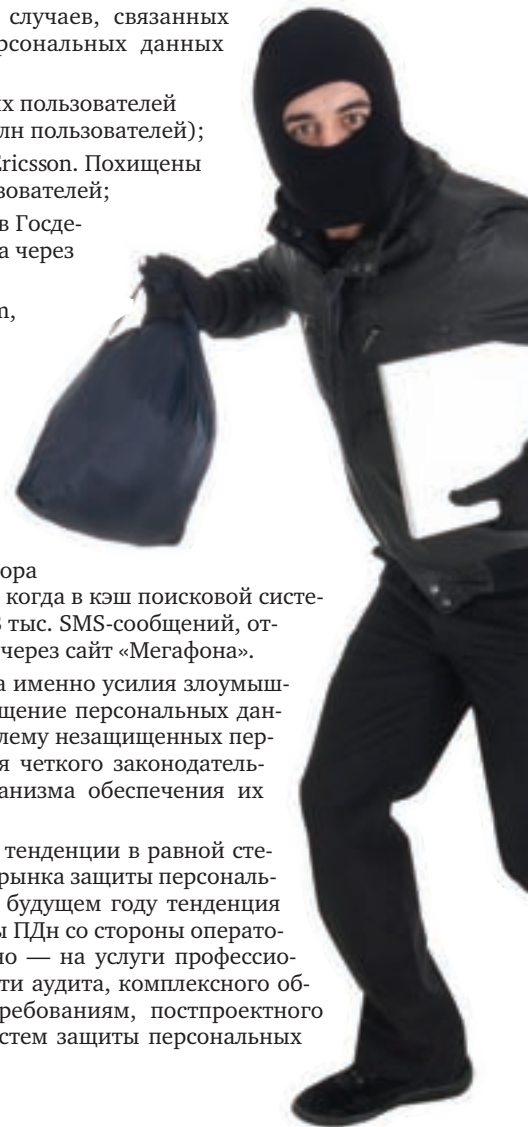 случаев, связанных
рсональных данных
х пользователей
лн пользователей);
Ericsson. Похищены
зователей;
в Госде-
а через
m,
ора
когда в кэш поисковой систе-
8 тыс. SMS-сообщений, от-
через сайт «Мегафона».
а именно усилия злоумыш-
щение персональных дан-
лему незащищенных пер-
я четкого законодатель-
анизма обеспечения их
тенденции в равной сте-
рынка защиты персональ-
будущем году тенденция
ы ПДн со стороны операто-
но — на услуги профессио-
ти аудита, комплексного об-
ребованиям, постпроектного
стем защиты персональных